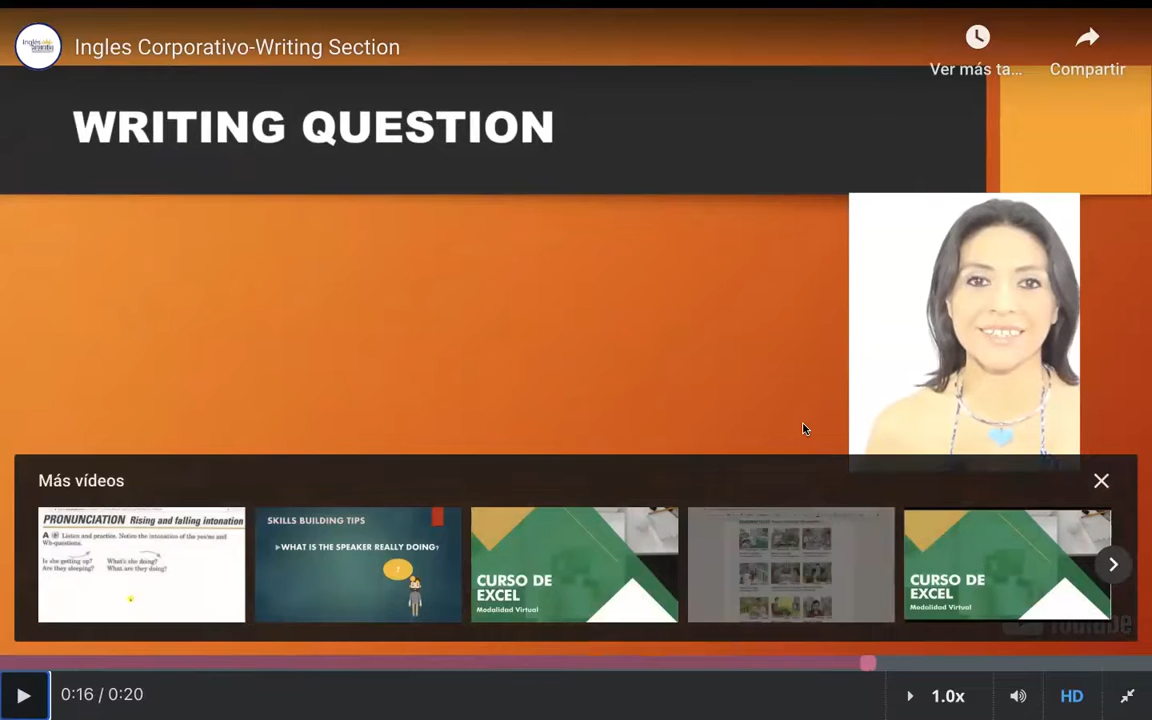 Ingles Corporativo-Writing Section
Ver más ta...
Compartir
WRITING QUESTION
Más vídeos
PRONUNCIATION Rising and falling intonation
A Listen and practice. Notice the intonation of the yes/no and
Wh-questions.
Is she getting up? What's she doing?
Are they sleeping? What are they doing?
SKILLS BUILDING TIPS
WHAT IS THE SPEAKER REALLY DOING?
?
CURSO DE
EXCEL
Modalidad Virtual
CURSO DE
EXCEL
Modalidad Virtual
YouTube
0:16 / 0:20
1.0x
HD